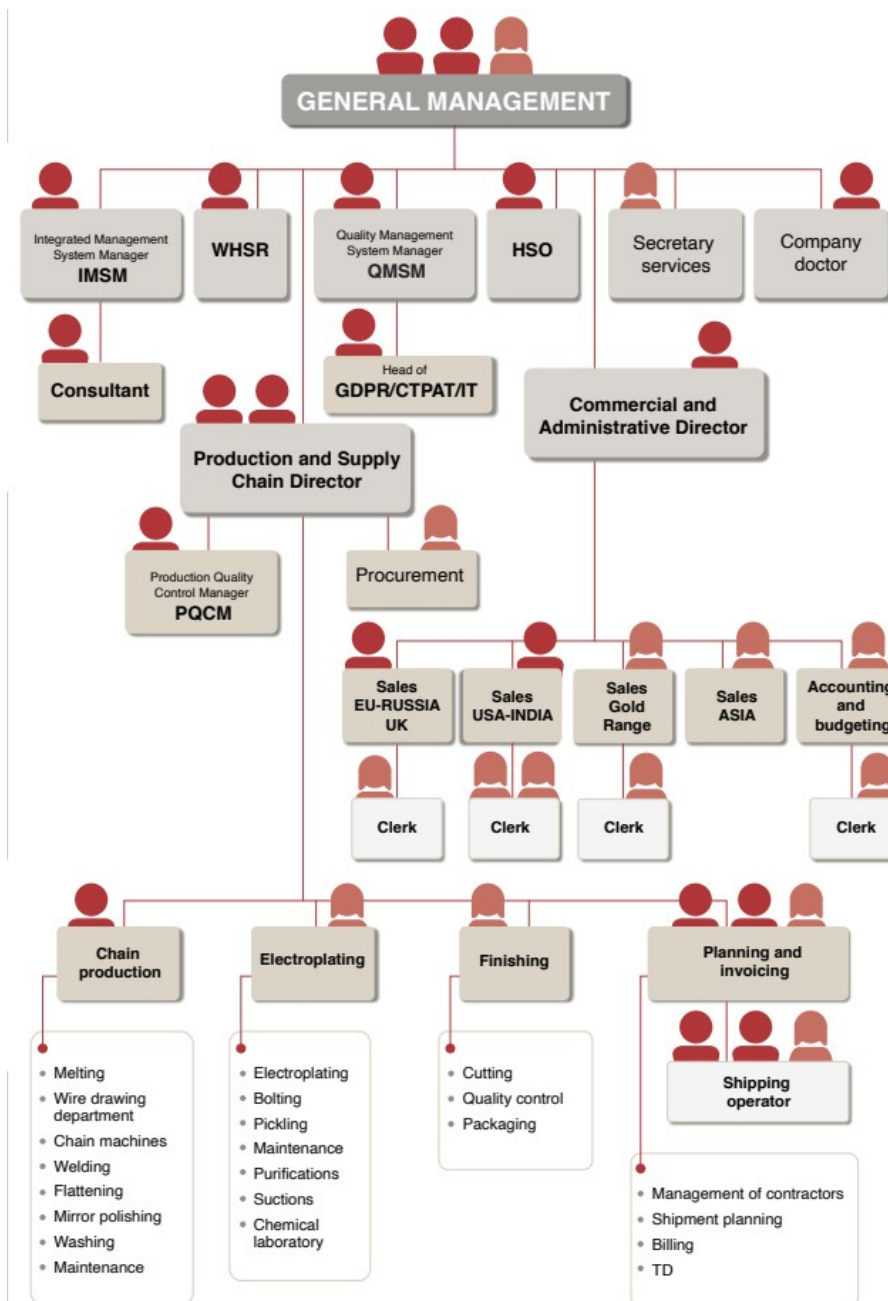 GENERAL MANAGEMENT
Integrated Management
System Manager
IMSM
WHSR
Quality Management
System Manager
QMSM
HSO
Secretary
services
Company
doctor
Consultant
Head of
GDPR/CTPAT/IT
Commercial and
Administrative Director
Production and Supply
Chain Director
Production Quality
Control Manager
PQCM
Procurement
Sales
EU-RUSSIA
UK
Sales
USA-INDIA
Sales
Gold
Range
Sales
ASIA
Accounting
and
budgeting
Clerk
Clerk
Clerk
Clerk
Chain
production
Electroplating
Finishing
Planning and
invoicing
Melting
Wire drawing
department
Chain machines
Welding
Flattening
Mirror polishing
Washing
Maintenance
Electroplating
Bolting
Pickling
Maintenance
Purifications
Suctions
Chemical
laboratory
Cutting
Quality control
Packaging
Shipping
operator
Management of contractors
Shipment planning
Billing
TD